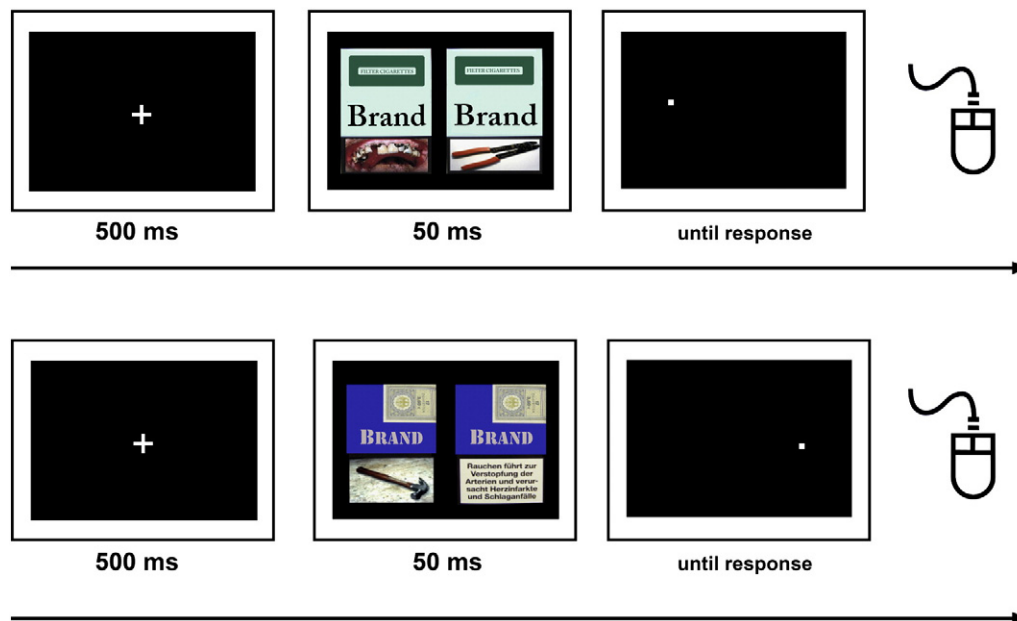 FILTER CIGARETTES
FILTER CIGARETTES
Brand
Brand
500 ms
50 ms
until response
BRAND
BRAND
Rauchen führt zur
Verstopfung der
Arterien und verur-
sacht Herzinfarkte
und Schlaganfälle
500 ms
50 ms
until response